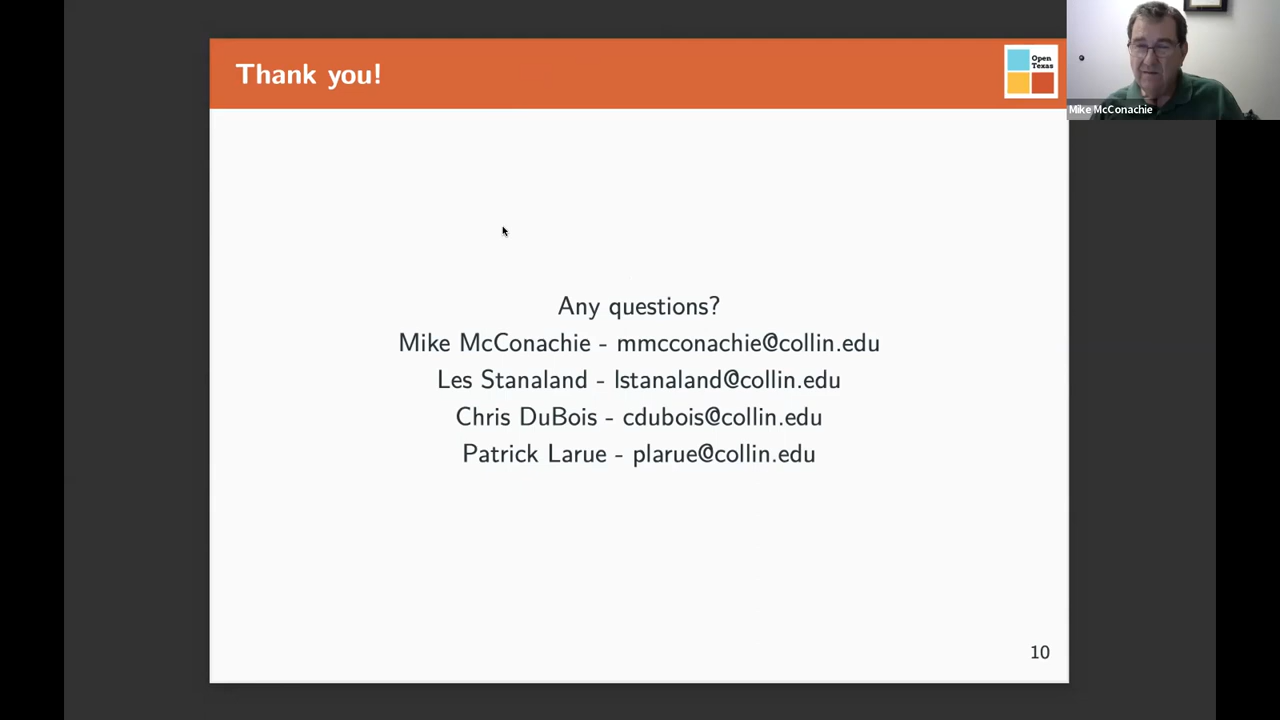 Thank you!
Open
Texas
Mike McConachie
Any questions?
Mike McConachie - mmcconachie@collin.edu
Les Stanaland - lstanaland@collin.edu
Chris DuBois - cdubois@collin.edu
Patrick Larue - plarue@collin.edu
10